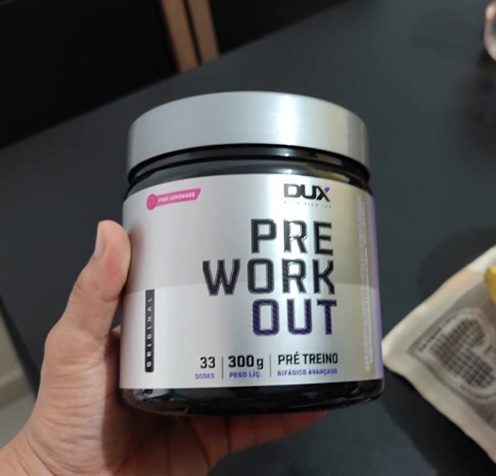 PINK LEMONADE
DUX
PRE
WORK
OUT
ORIGINAL
33
DOSES
300g
PESO LÍQ.
PRÉ TREINO
BIFÁSICO AVANÇADO